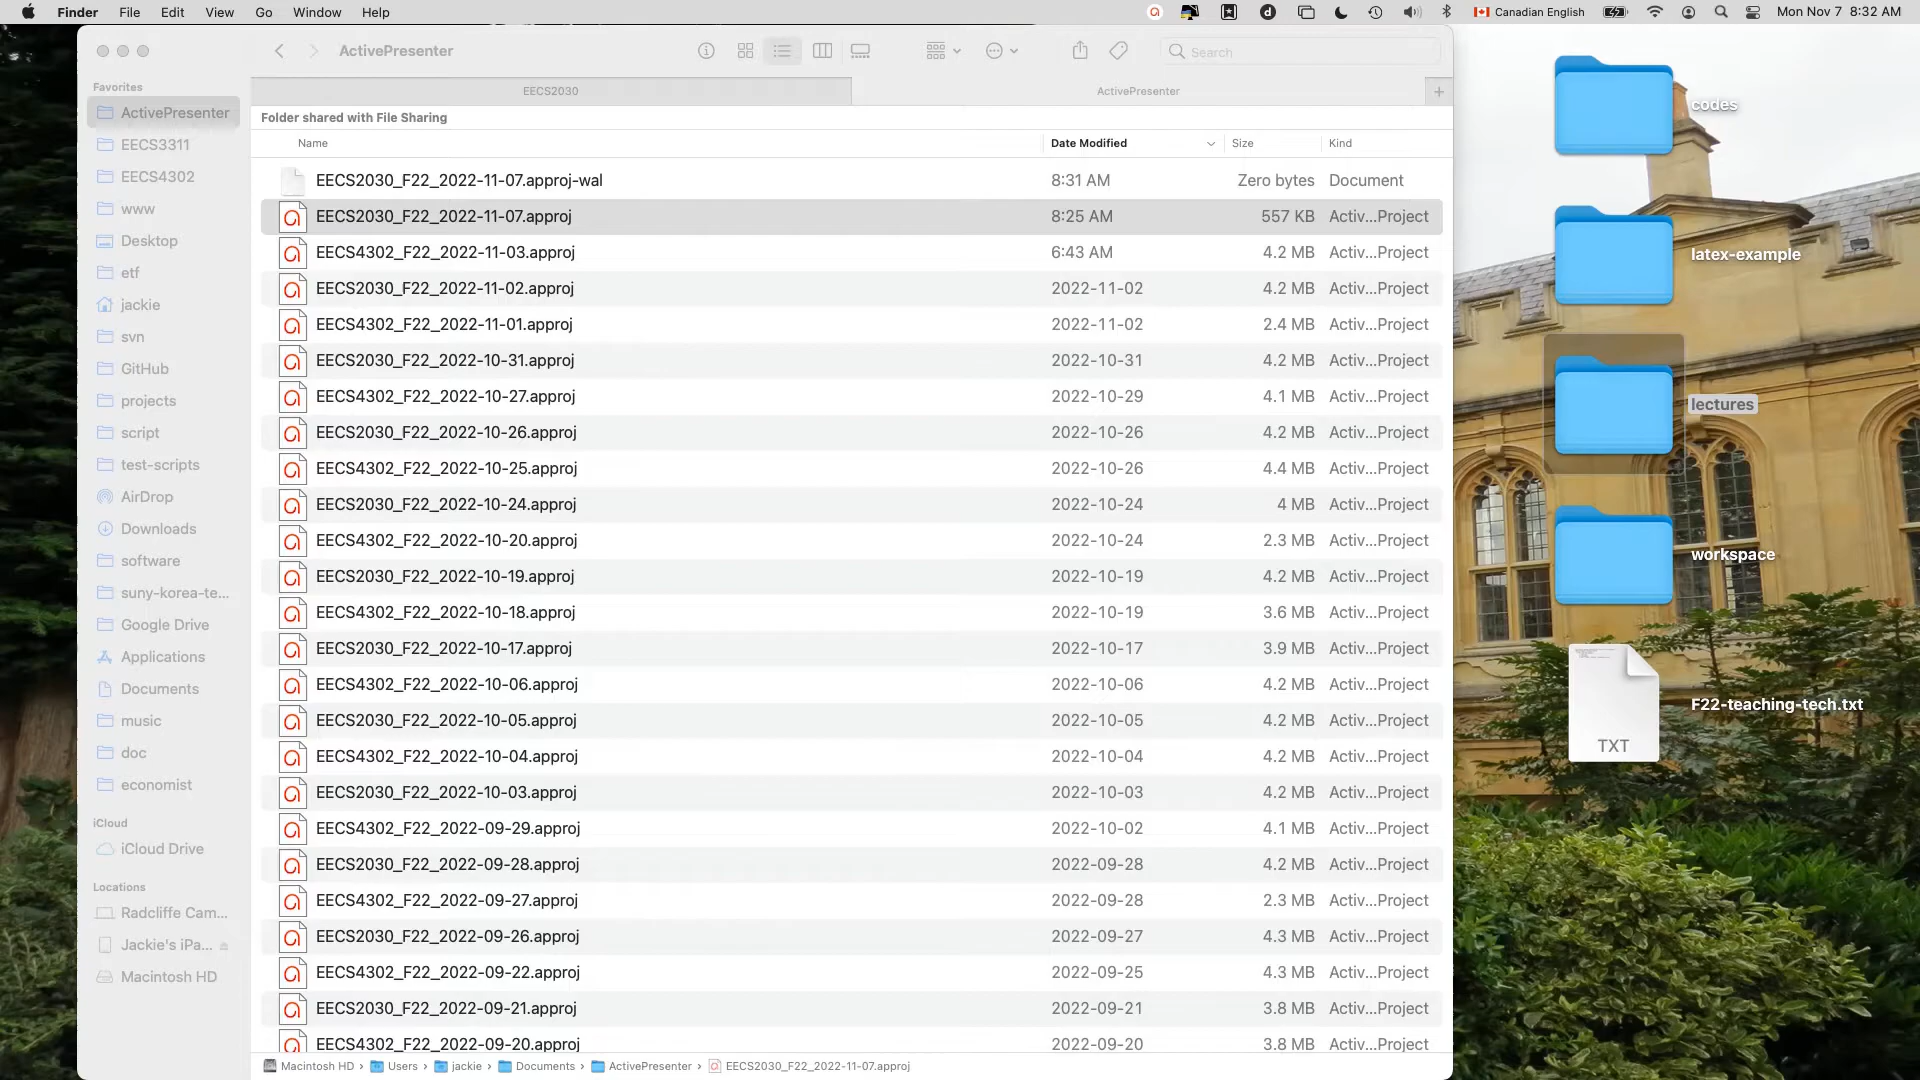 Finder File Edit View Go Window Help
Canadian English
Mon Nov 7 8:32 AM
ActivePresenter
Search
EECS2030
ActivePresenter
Folder shared with File Sharing
Name Date Modified Size Kind
EECS2030_F22_2022-11-07.approj-wal 8:31 AM Zero bytes Document
EECS2030_F22_2022-11-07.approj 8:25 AM 557 KB Activ...Project
EECS4302_F22_2022-11-03.approj 6:43 AM 4.2 MB Activ...Project
EECS2030_F22_2022-11-02.approj 2022-11-02 4.2 MB Activ...Project
EECS4302_F22_2022-11-01.approj 2022-11-02 2.4 MB Activ...Project
EECS2030_F22_2022-10-31.approj 2022-10-31 4.2 MB Activ...Project
EECS4302_F22_2022-10-27.approj 2022-10-29 4.1 MB Activ...Project
EECS2030_F22_2022-10-26.approj 2022-10-26 4.2 MB Activ...Project
EECS4302_F22_2022-10-25.approj 2022-10-26 4.4 MB Activ...Project
EECS2030_F22_2022-10-24.approj 2022-10-24 4 MB Activ...Project
EECS4302_F22_2022-10-20.approj 2022-10-24 2.3 MB Activ...Project
EECS2030_F22_2022-10-19.approj 2022-10-19 4.2 MB Activ...Project
EECS4302_F22_2022-10-18.approj 2022-10-19 3.6 MB Activ...Project
EECS2030_F22_2022-10-17.approj 2022-10-17 3.9 MB Activ...Project
EECS4302_F22_2022-10-06.approj 2022-10-06 4.2 MB Activ...Project
EECS2030_F22_2022-10-05.approj 2022-10-05 4.2 MB Activ...Project
EECS4302_F22_2022-10-04.approj 2022-10-04 4.2 MB Activ...Project
EECS2030_F22_2022-10-03.approj 2022-10-03 4.2 MB Activ...Project
EECS4302_F22_2022-09-29.approj 2022-10-02 4.1 MB Activ...Project
EECS2030_F22_2022-09-28.approj 2022-09-28 4.2 MB Activ...Project
EECS4302_F22_2022-09-27.approj 2022-09-28 2.3 MB Activ...Project
EECS2030_F22_2022-09-26.approj 2022-09-27 4.3 MB Activ...Project
EECS4302_F22_2022-09-22.approj 2022-09-25 4.3 MB Activ...Project
EECS2030_F22_2022-09-21.approj 2022-09-21 3.8 MB Activ...Project
EECS4302_F22_2022-09-20.approj 2022-09-20 3.8 MB Activ...Project
Macintosh HD › Users › jackie › Documents › ActivePresenter › EECS2030_F22_2022-11-07.approj
Favorites
ActivePresenter
EECS3311
EECS4302
www
Desktop
etf
jackie
svn
GitHub
projects
script
test-scripts
AirDrop
Downloads
software
suny-korea-te...
Google Drive
Applications
Documents
music
doc
economist
iCloud
iCloud Drive
Locations
Radcliffe Cam...
Jackie's iPa...
Macintosh HD
codes
latex-example
lectures
workspace
TXT
F22-teaching-tech.txt